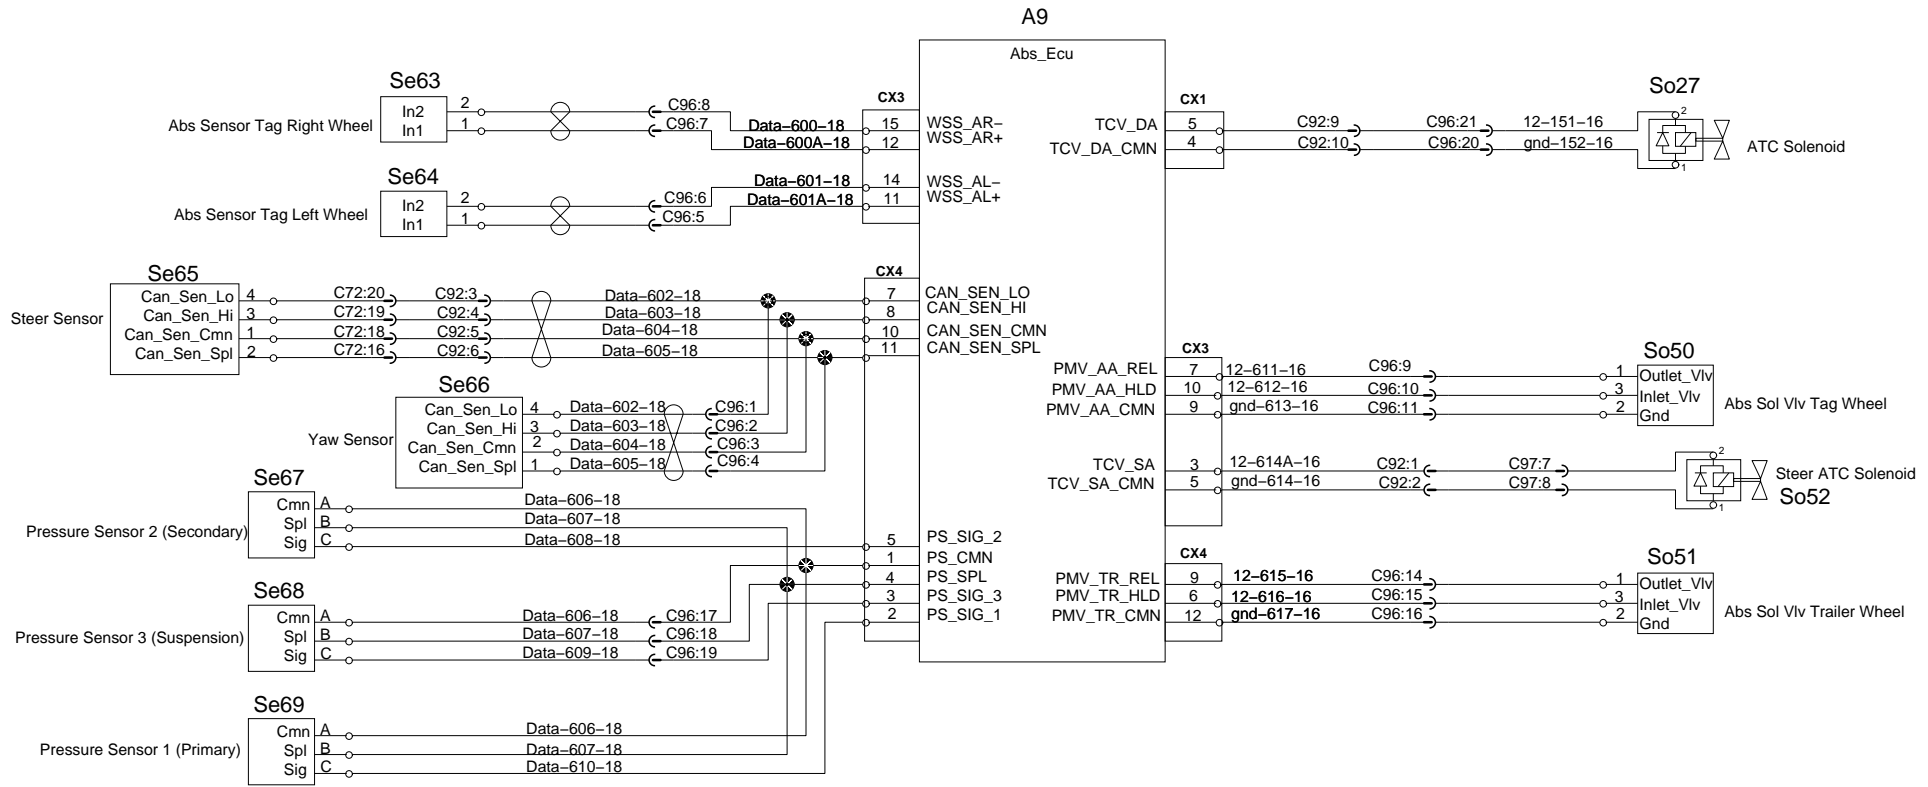 A9
Abs_Ecu
Se63
Abs Sensor Tag Right Wheel
In2 2 C96:8 Data–600–18
In1 1 C96:7 Data–600A–18
CX3
15 WSS_AR–
12 WSS_AR+
Se64
Abs Sensor Tag Left Wheel
In2 2 C96:6 Data–601–18
In1 1 C96:5 Data–601A–18
14 WSS_AL–
11 WSS_AL+
Se65
Steer Sensor
Can_Sen_Lo 4 C72:20 C92:3 Data–602–18
Can_Sen_Hi 3 C72:19 C92:4 Data–603–18
Can_Sen_Cmn 1 C72:18 C92:5 Data–604–18
Can_Sen_Spl 2 C72:16 C92:6 Data–605–18
CX4
7 CAN_SEN_LO
8 CAN_SEN_HI
10 CAN_SEN_CMN
11 CAN_SEN_SPL
Se66
Yaw Sensor
Can_Sen_Lo 4 Data–602–18 C96:1
Can_Sen_Hi 3 Data–603–18 C96:2
Can_Sen_Cmn 2 Data–604–18 C96:3
Can_Sen_Spl 1 Data–605–18 C96:4
Se67
Pressure Sensor 2 (Secondary)
Cmn A Data–606–18
Spl B Data–607–18
Sig C Data–608–18
5 PS_SIG_2
1 PS_CMN
4 PS_SPL
3 PS_SIG_3
2 PS_SIG_1
Se68
Pressure Sensor 3 (Suspension)
Cmn A Data–606–18 C96:17
Spl B Data–607–18 C96:18
Sig C Data–609–18 C96:19
Se69
Pressure Sensor 1 (Primary)
Cmn A Data–606–18
Spl B Data–607–18
Sig C Data–610–18
CX1
TCV_DA 5 C92:9 C96:21 12–151–16
TCV_DA_CMN 4 C92:10 C96:20 gnd–152–16
So27
2
1
ATC Solenoid
CX3
PMV_AA_REL 7 12–611–16 C96:9 1 Outlet_Vlv
PMV_AA_HLD 10 12–612–16 C96:10 3 Inlet_Vlv
PMV_AA_CMN 9 gnd–613–16 C96:11 2 Gnd
So50
Abs Sol Vlv Tag Wheel
TCV_SA 3 12–614A–16 C92:1 C97:7
TCV_SA_CMN 5 gnd–614–16 C92:2 C97:8
2
1
Steer ATC Solenoid
So52
CX4
PMV_TR_REL 9 12–615–16 C96:14 1 Outlet_Vlv
PMV_TR_HLD 6 12–616–16 C96:15 3 Inlet_Vlv
PMV_TR_CMN 12 gnd–617–16 C96:16 2 Gnd
So51
Abs Sol Vlv Trailer Wheel